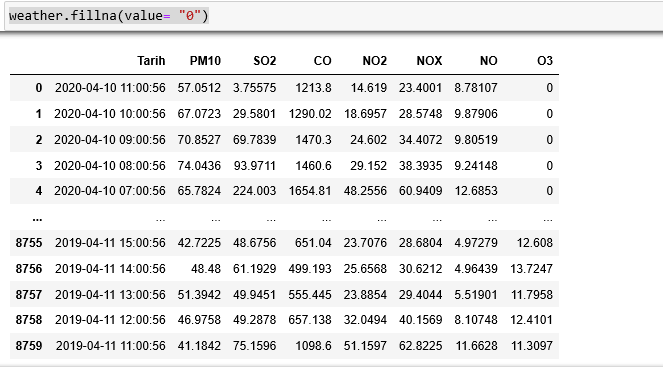 weather.fillna(value= "0")
Tarih PM10 SO2 CO NO2 NOX NO O3
0 2020-04-10 11:00:56 57.0512 3.75575 1213.8 14.619 23.4001 8.78107 0
1 2020-04-10 10:00:56 67.0723 29.5801 1290.02 18.6957 28.5748 9.87906 0
2 2020-04-10 09:00:56 70.8527 69.7839 1470.3 24.602 34.4072 9.80519 0
3 2020-04-10 08:00:56 74.0436 93.9711 1460.6 29.152 38.3935 9.24148 0
4 2020-04-10 07:00:56 65.7824 224.003 1654.81 48.2556 60.9409 12.6853 0
... ... ... ... ... ... ... ... ...
8755 2019-04-11 15:00:56 42.7225 48.6756 651.04 23.7076 28.6804 4.97279 12.608
8756 2019-04-11 14:00:56 48.48 61.1929 499.193 25.6568 30.6212 4.96439 13.7247
8757 2019-04-11 13:00:56 51.3942 49.9451 555.445 23.8854 29.4044 5.51901 11.7958
8758 2019-04-11 12:00:56 46.9758 49.2878 657.138 32.0494 40.1569 8.10748 12.4101
8759 2019-04-11 11:00:56 41.1842 75.1596 1098.6 51.1597 62.8225 11.6628 11.3097